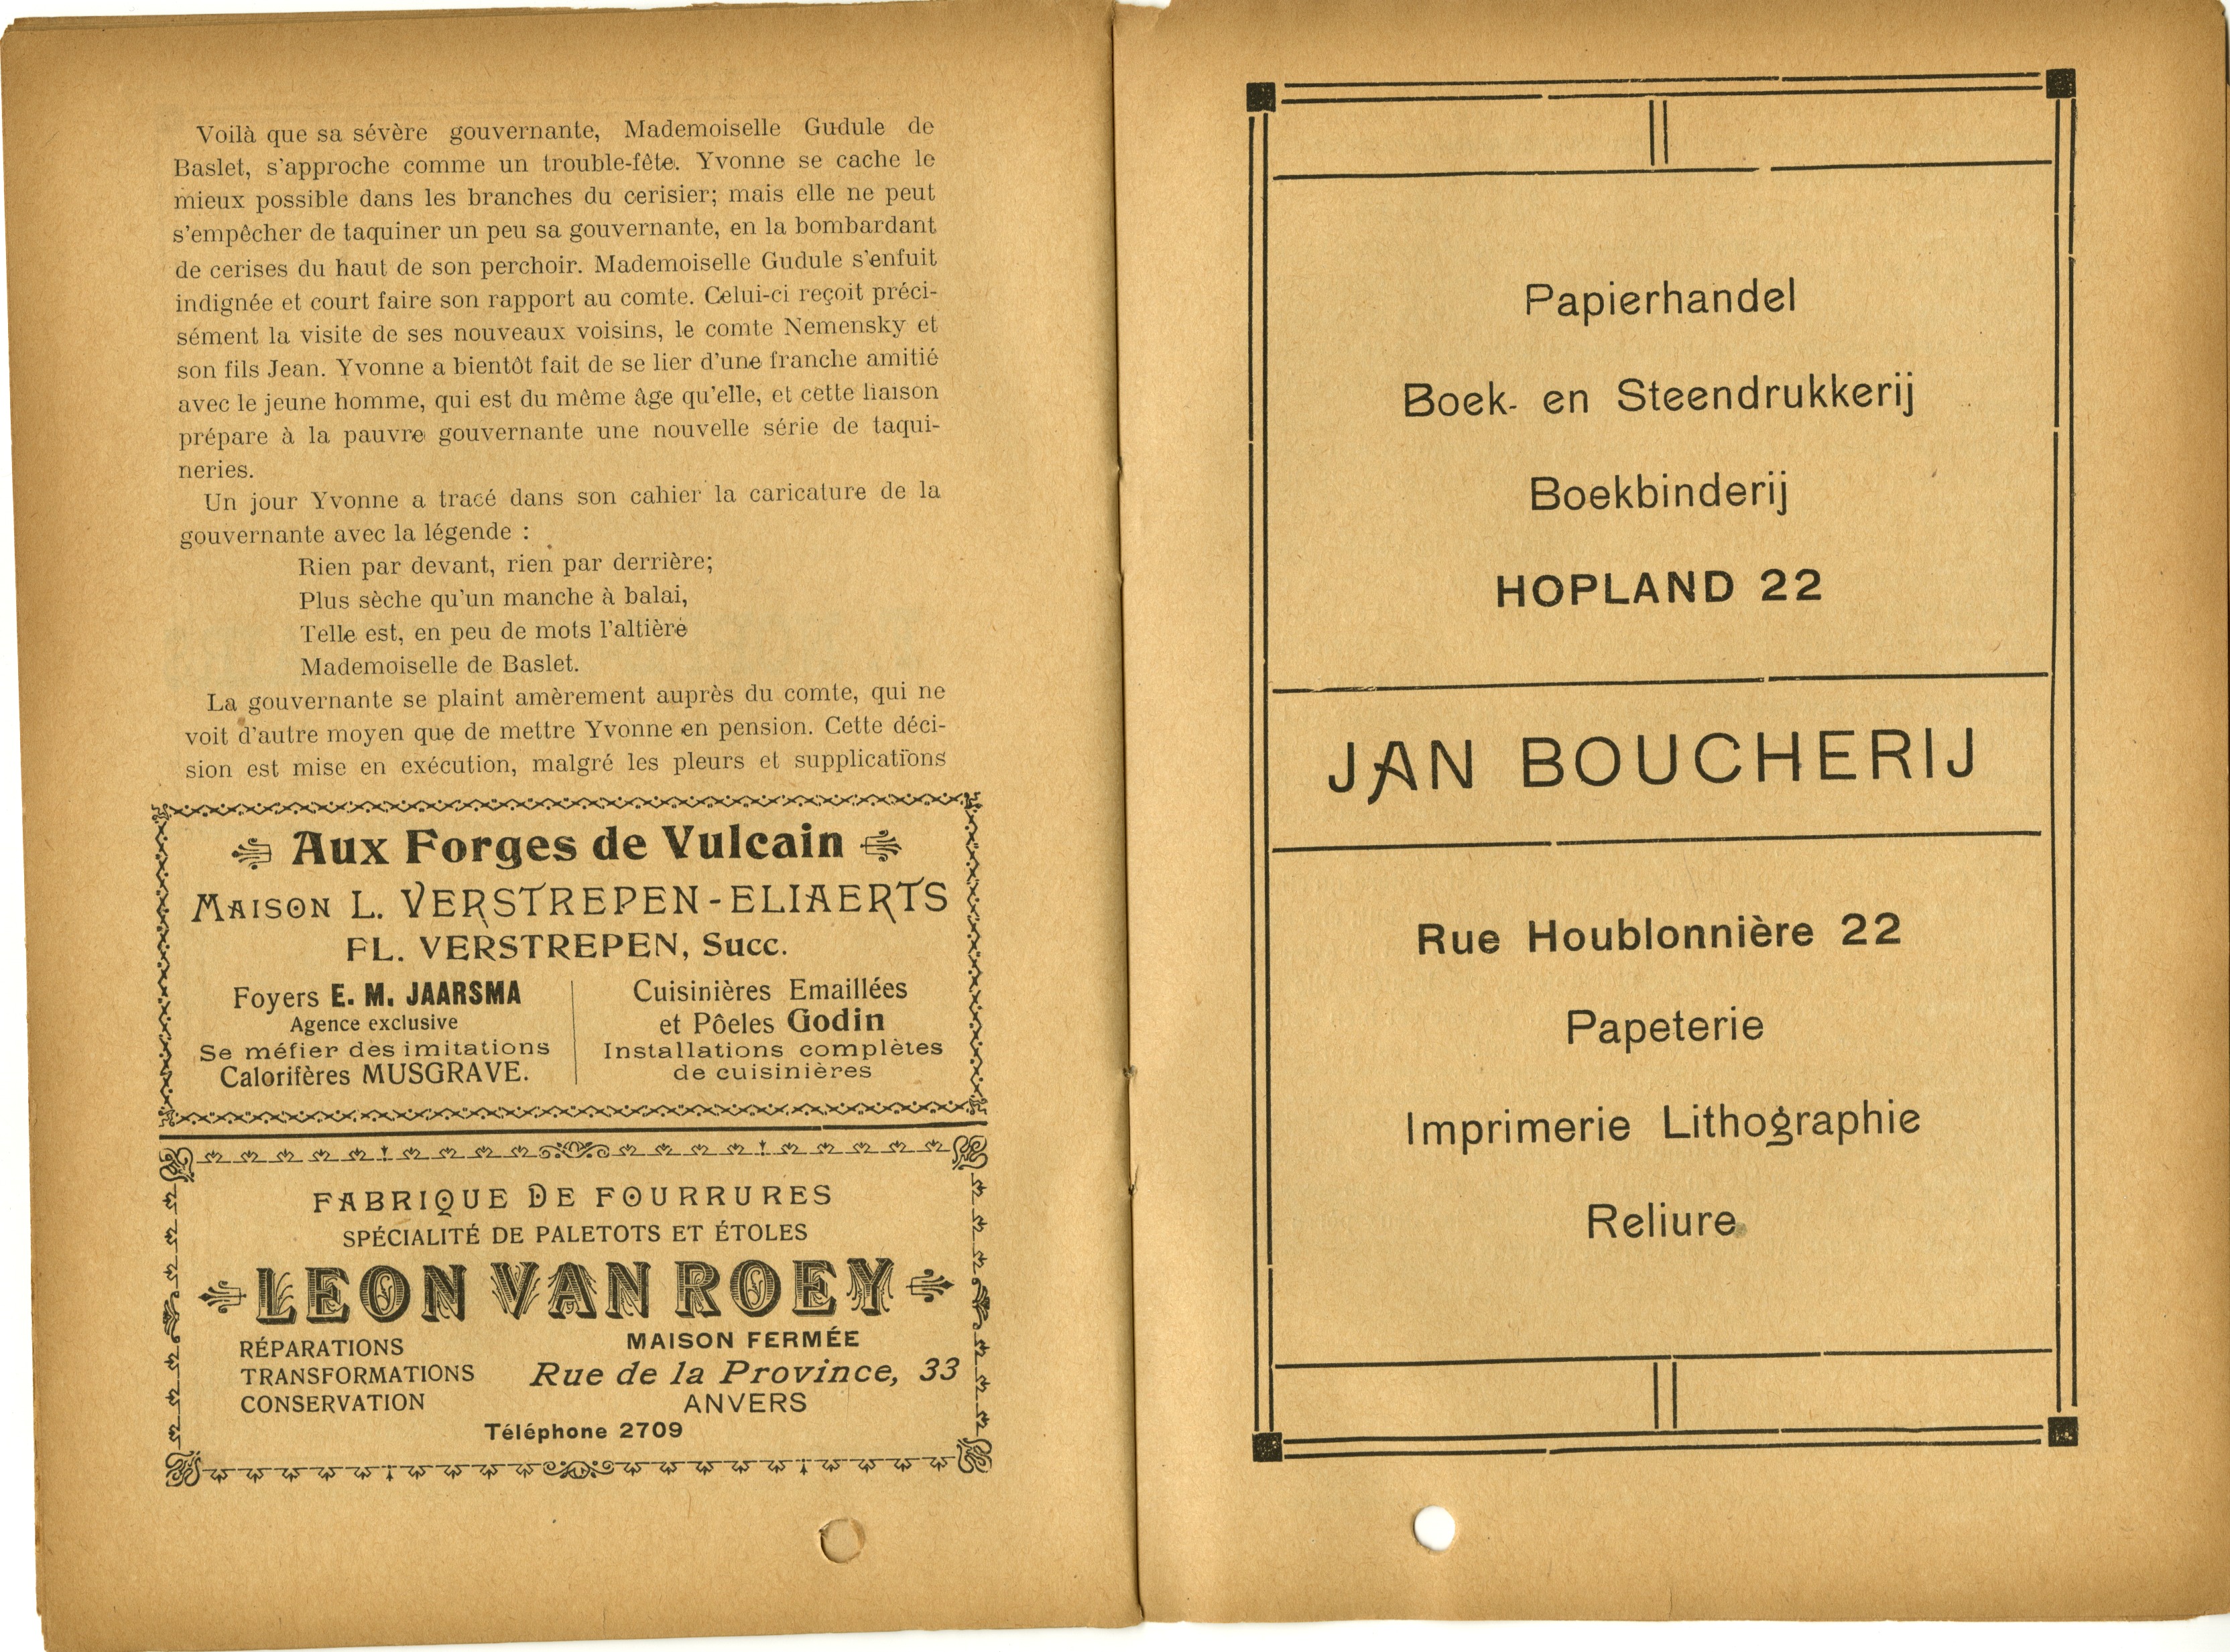 Voilà que sa sévère gouvernante, Mademoiselle Gudule de
Baslet, s'approche comme un trouble-fête. Yvonne se cache le
mieux possible dans les branches du cerisier; mais elle ne peut
s'empêcher de taquiner un peu sa gouvernante, en la bombardant
de cerises du haut de son perchoir. Mademoiselle Gudule s'enfuit
indignée et court faire son rapport au comte. Celui-ci reçoit préci-
sément la visite de ses nouveaux voisins, le comte Nemensky et
son fils Jean. Yvonne a bientôt fait de se lier d'une franche amitié
avec le jeune homme, qui est du même âge qu'elle, et cette liaison
prépare à la pauvre gouvernante une nouvelle série de taqui-
neries.
Un jour Yvonne a tracé dans son cahier la caricature de la
gouvernante avec la légende :
Rien par devant, rien par derrière;
Plus sèche qu'un manche à balai,
Telle est, en peu de mots l'altière
Mademoiselle de Baslet.
La gouvernante se plaint amèrement auprès du comte, qui ne
voit d'autre moyen que de mettre Yvonne en pension. Cette déci-
sion est mise en exécution, malgré les pleurs et supplications
Aux Forges de Vulcain
MAISON L. VERSTREPEN-ELIAERTS
FL. VERSTREPEN, Succ.
Foyers E. M. JAARSMA
Agence exclusive
Se méfier des imitations
Calorifères MUSGRAVE.
Cuisinières Emaillées
et Pôeles Godin
Installations complètes
de cuisinières
FABRIQUE DE FOURRURES
SPÉCIALITÉ DE PALETOTS ET ÉTOLES
LEON VAN ROEY
RÉPARATIONS
TRANSFORMATIONS
CONSERVATION
MAISON FERMÉE
Rue de la Province, 33
ANVERS
Téléphone 2709
Papierhandel
Boek- en Steendrukkerij
Boekbinderij
HOPLAND 22
JAN BOUCHERIJ
Rue Houblonnière 22
Papeterie
Imprimerie Lithographie
Reliure